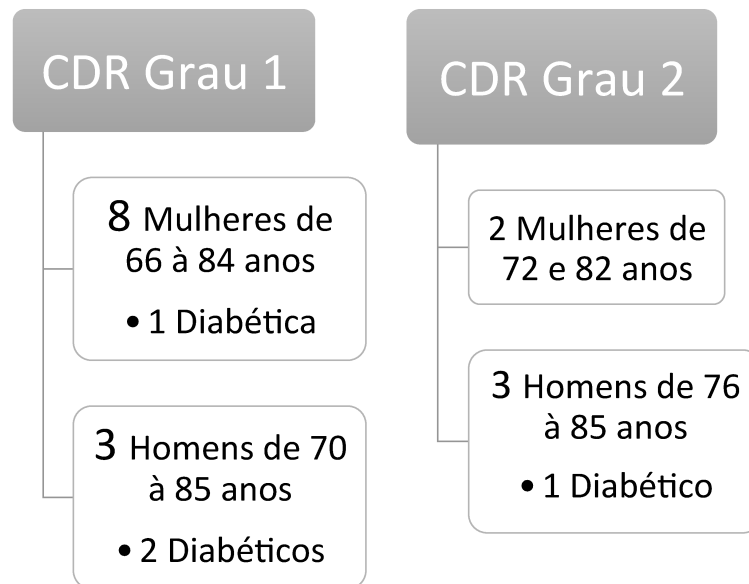 CDR Grau 1
8 Mulheres de
66 à 84 anos
• 1 Diabética
3 Homens de 70
à 85 anos
• 2 Diabéticos
CDR Grau 2
2 Mulheres de
72 e 82 anos
3 Homens de 76
à 85 anos
• 1 Diabético